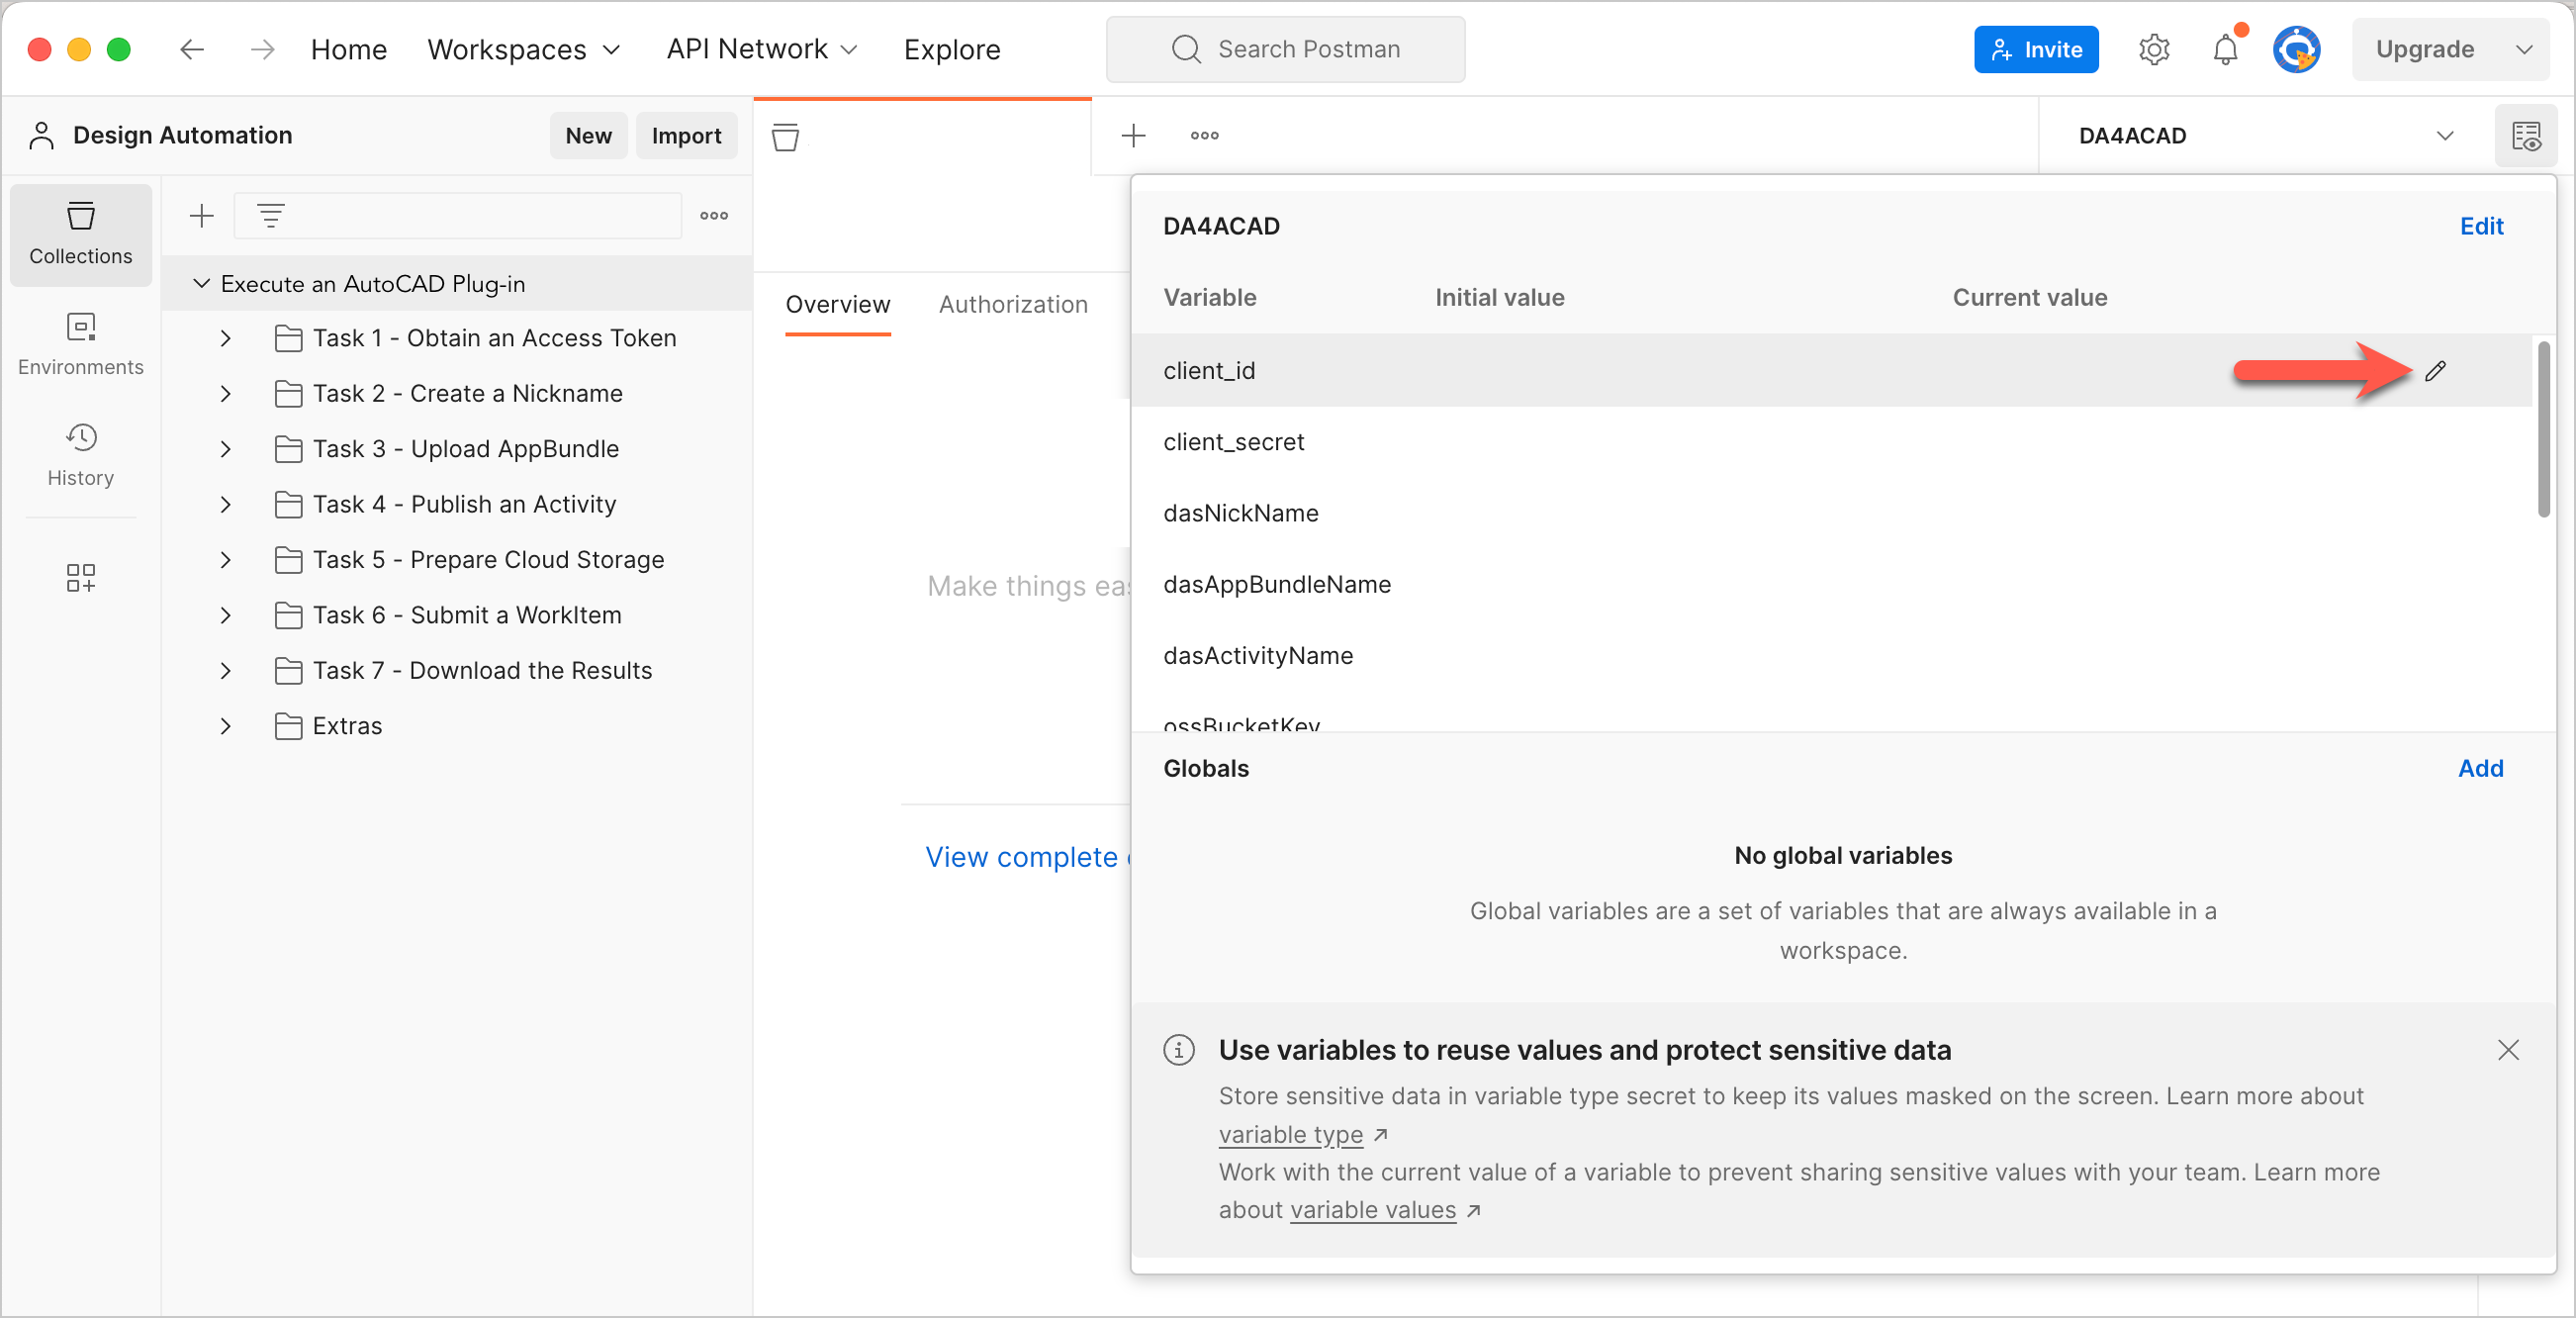 Home Workspaces API Network Explore Search Postman Invite Upgrade
Design Automation New Import DA4ACAD
Collections
Environments
History
Execute an AutoCAD Plug-in
Task 1 - Obtain an Access Token
Task 2 - Create a Nickname
Task 3 - Upload AppBundle
Task 4 - Publish an Activity
Task 5 - Prepare Cloud Storage
Task 6 - Submit a WorkItem
Task 7 - Download the Results
Extras
Overview Authorization
Make things eas
View complete
DA4ACAD Edit
Variable Initial value Current value
client_id
client_secret
dasNickName
dasAppBundleName
dasActivityName
ossBucketKey
Globals Add
No global variables
Global variables are a set of variables that are always available in a
workspace.
Use variables to reuse values and protect sensitive data
Store sensitive data in variable type secret to keep its values masked on the screen. Learn more about
variable type ↗
Work with the current value of a variable to prevent sharing sensitive values with your team. Learn more
about variable values ↗